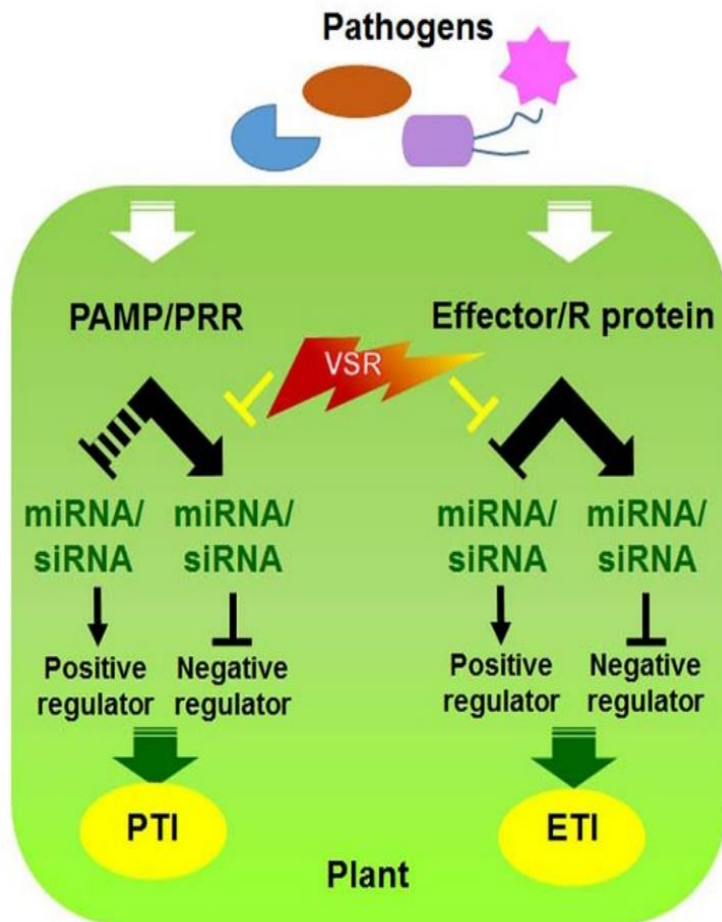 Pathogens
PAMP/PRR
Effector/R protein
VSR
miRNA/
siRNA
miRNA/
siRNA
miRNA/
siRNA
miRNA/
siRNA
Positive
regulator
Negative
regulator
Positive
regulator
Negative
regulator
PTI
ETI
Plant